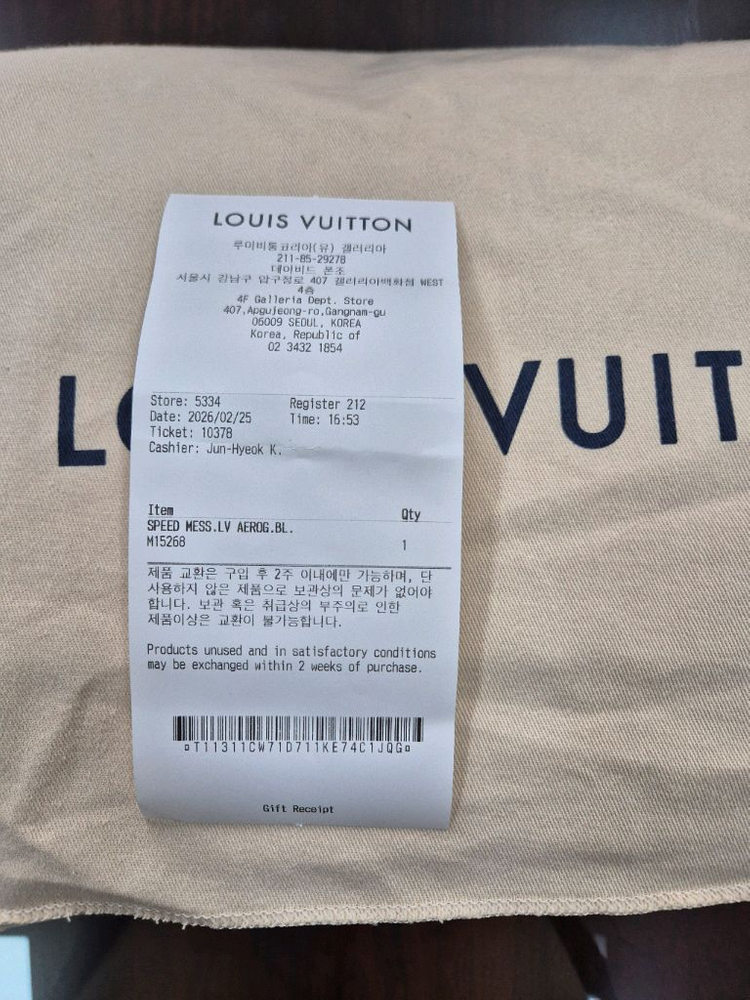 LOUIS VUITTON
루이비통코리아(유) 갤러리아
211-85-29278
데이비드 폰조
서울시 강남구 압구정로 407 갤러리아백화점 WEST
4층
4F Galleria Dept. Store
407,Apgujeong-ro,Gangnam-gu
06009 SEOUL, KOREA
Korea, Republic of
02 3432 1854
Store: 5334 Register 212
Date: 2026/02/25 Time: 16:53
Ticket: 10378
Cashier: Jun-Hyeok K.
Item Qty
SPEED MESS.LV AEROG.BL.
M15268 1
제품 교환은 구입 후 2주 이내에만 가능하며, 단
사용하지 않은 제품으로 보관상의 문제가 없어야
합니다. 보관 혹은 취급상의 부주의로 인한
제품이상은 교환이 불가능합니다.
Products unused and in satisfactory conditions
may be exchanged within 2 weeks of purchase.
¤T11311CW71D711KE74C1JQG¤
Gift Receipt
L VUIT